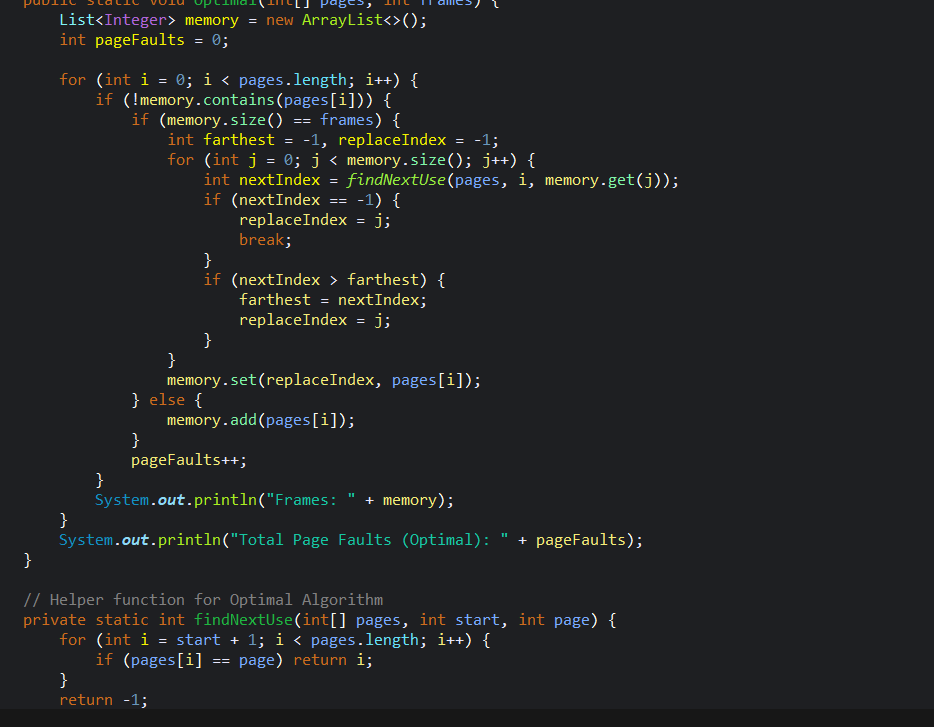 public static void optimal(int[] pages, int frames) {
    List<Integer> memory = new ArrayList<>();
    int pageFaults = 0;

    for (int i = 0; i < pages.length; i++) {
        if (!memory.contains(pages[i])) {
            if (memory.size() == frames) {
                int farthest = -1, replaceIndex = -1;
                for (int j = 0; j < memory.size(); j++) {
                    int nextIndex = findNextUse(pages, i, memory.get(j));
                    if (nextIndex == -1) {
                        replaceIndex = j;
                        break;
                    }
                    if (nextIndex > farthest) {
                        farthest = nextIndex;
                        replaceIndex = j;
                    }
                }
                memory.set(replaceIndex, pages[i]);
            } else {
                memory.add(pages[i]);
            }
            pageFaults++;
        }
        System.out.println("Frames: " + memory);
    }
    System.out.println("Total Page Faults (Optimal): " + pageFaults);
}

// Helper function for Optimal Algorithm
private static int findNextUse(int[] pages, int start, int page) {
    for (int i = start + 1; i < pages.length; i++) {
        if (pages[i] == page) return i;
    }
    return -1;